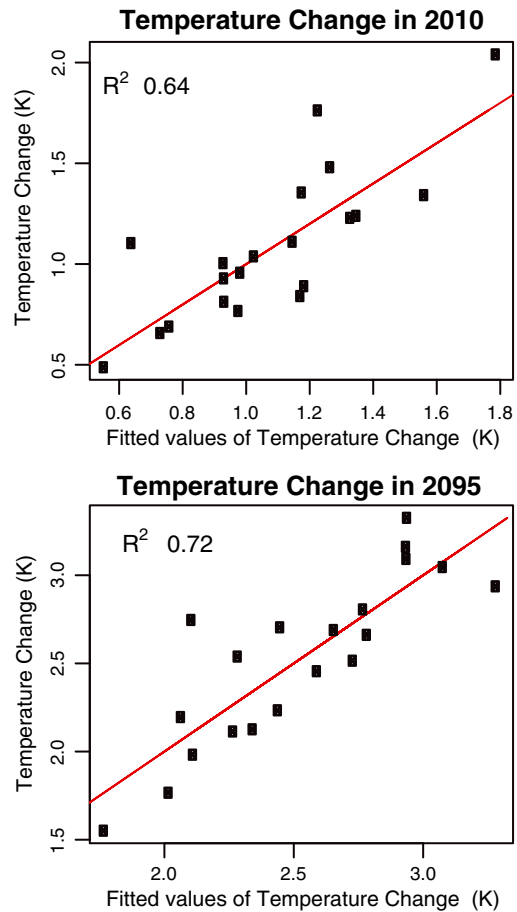 Temperature Change in 2010
R2 0.64
Temperature Change (K)
2.0
1.5
1.0
0.5
0.6 0.8 1.0 1.2 1.4 1.6 1.8
Fitted values of Temperature Change (K)
Temperature Change in 2095
R2 0.72
Temperature Change (K)
3.0
2.5
2.0
1.5
2.0 2.5 3.0
Fitted values of Temperature Change (K)